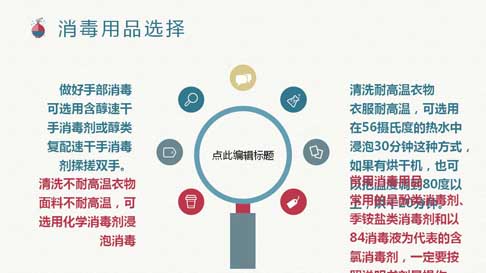 消毒用品选择
做好手部消毒
可选用含醇速干
手消毒剂或醇类
复配速干手消毒
剂揉搓双手。
清洗不耐高温衣物
面料不耐高温，可
选用化学消毒剂浸
泡消毒
点此编辑标题
清洗耐高温衣物
衣服耐高温，可选用
在56摄氏度的热水中
浸泡30分钟这种方式，
如果有烘干机，也可
以把温度调到80度以
常用消毒用品
常用的是酚类消毒剂、
季铵盐类消毒剂和以
84消毒液为代表的含
氯消毒剂，一定要按